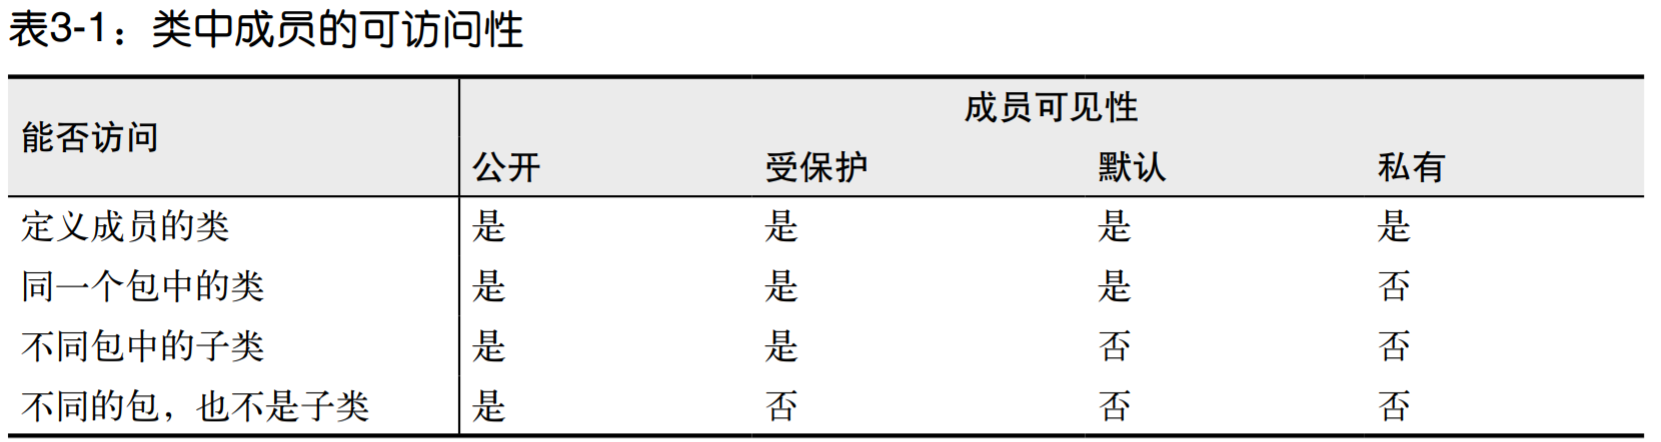 表3-1：类中成员的可访问性
能否访问 成员可见性
公开 受保护 默认 私有
定义成员的类 是 是 是 是
同一个包中的类 是 是 是 否
不同包中的子类 是 是 否 否
不同的包，也不是子类 是 否 否 否